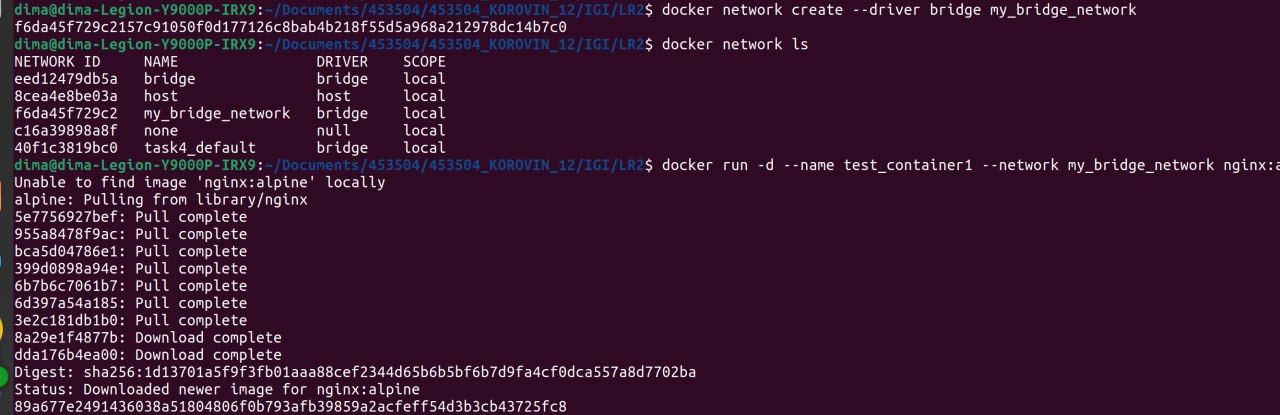 dima@dima-Legion-Y9000P-IRX9:~/Documents/453504/453504_KOROVIN_12/IGI/LR2$ docker network create --driver bridge my_bridge_network
f6da45f729c2157c91050f0d177126c8bab4b218f55d5a968a212978dc14b7c0
dima@dima-Legion-Y9000P-IRX9:~/Documents/453504/453504_KOROVIN_12/IGI/LR2$ docker network ls
NETWORK ID     NAME                DRIVER    SCOPE
eed12479db5a   bridge              bridge    local
8cea4e8be03a   host                host      local
f6da45f729c2   my_bridge_network   bridge    local
c16a39898a8f   none                null      local
40f1c3819bc0   task4_default       bridge    local
dima@dima-Legion-Y9000P-IRX9:~/Documents/453504/453504_KOROVIN_12/IGI/LR2$ docker run -d --name test_container1 --network my_bridge_network nginx:a
Unable to find image 'nginx:alpine' locally
alpine: Pulling from library/nginx
5e7756927bef: Pull complete
955a8478f9ac: Pull complete
bca5d04786e1: Pull complete
399d0898a94e: Pull complete
6b7b6c7061b7: Pull complete
6d397a54a185: Pull complete
3e2c181db1b0: Pull complete
8a29e1f4877b: Download complete
dda176b4ea00: Download complete
Digest: sha256:1d13701a5f9f3fb01aaa88cef2344d65b6b5bf6b7d9fa4cf0dca557a8d7702ba
Status: Downloaded newer image for nginx:alpine
89a677e2491436038a51804806f0b793afb39859a2acfeff54d3b3cb43725fc8